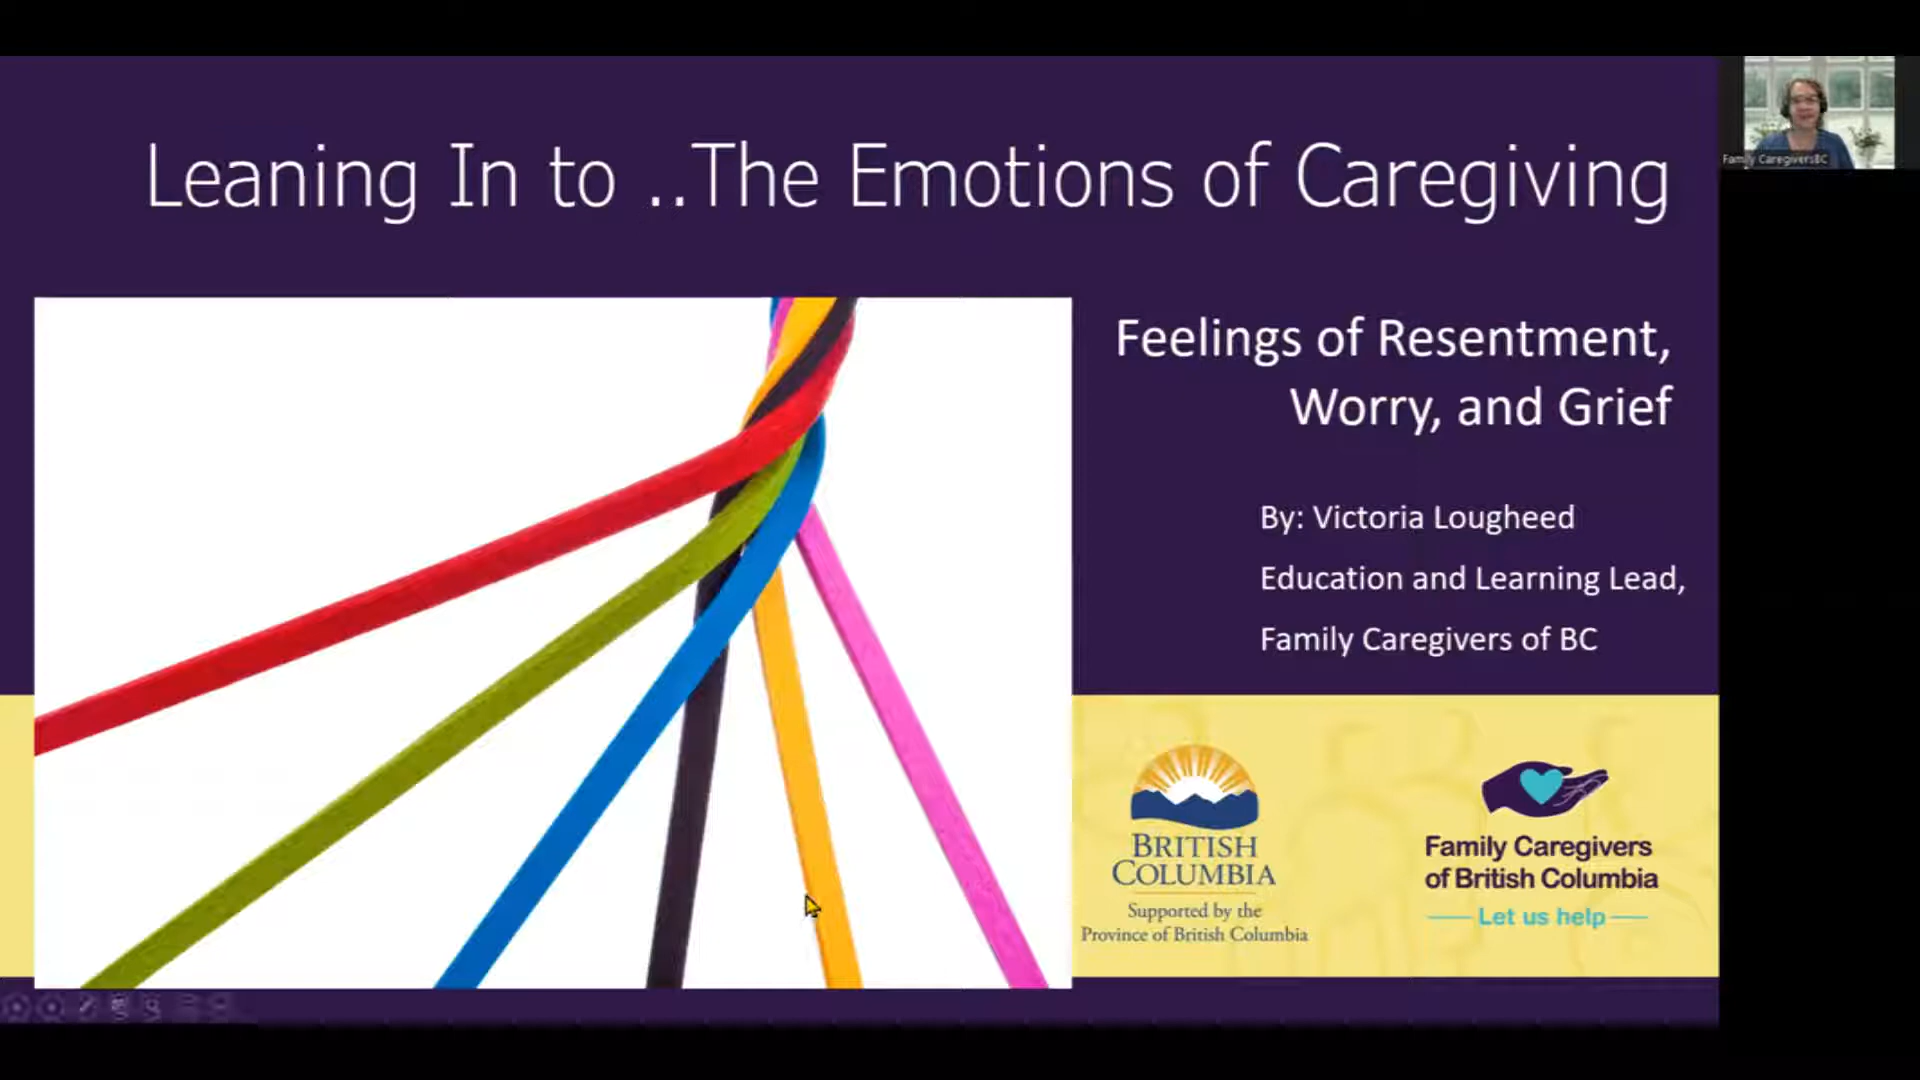 Leaning In to ..The Emotions of Caregiving
Family CaregiversBC
Feelings of Resentment,
Worry, and Grief
By: Victoria Lougheed
Education and Learning Lead,
Family Caregivers of BC
BRITISH
COLUMBIA
Supported by the
Province of British Columbia
Family Caregivers
of British Columbia
Let us help